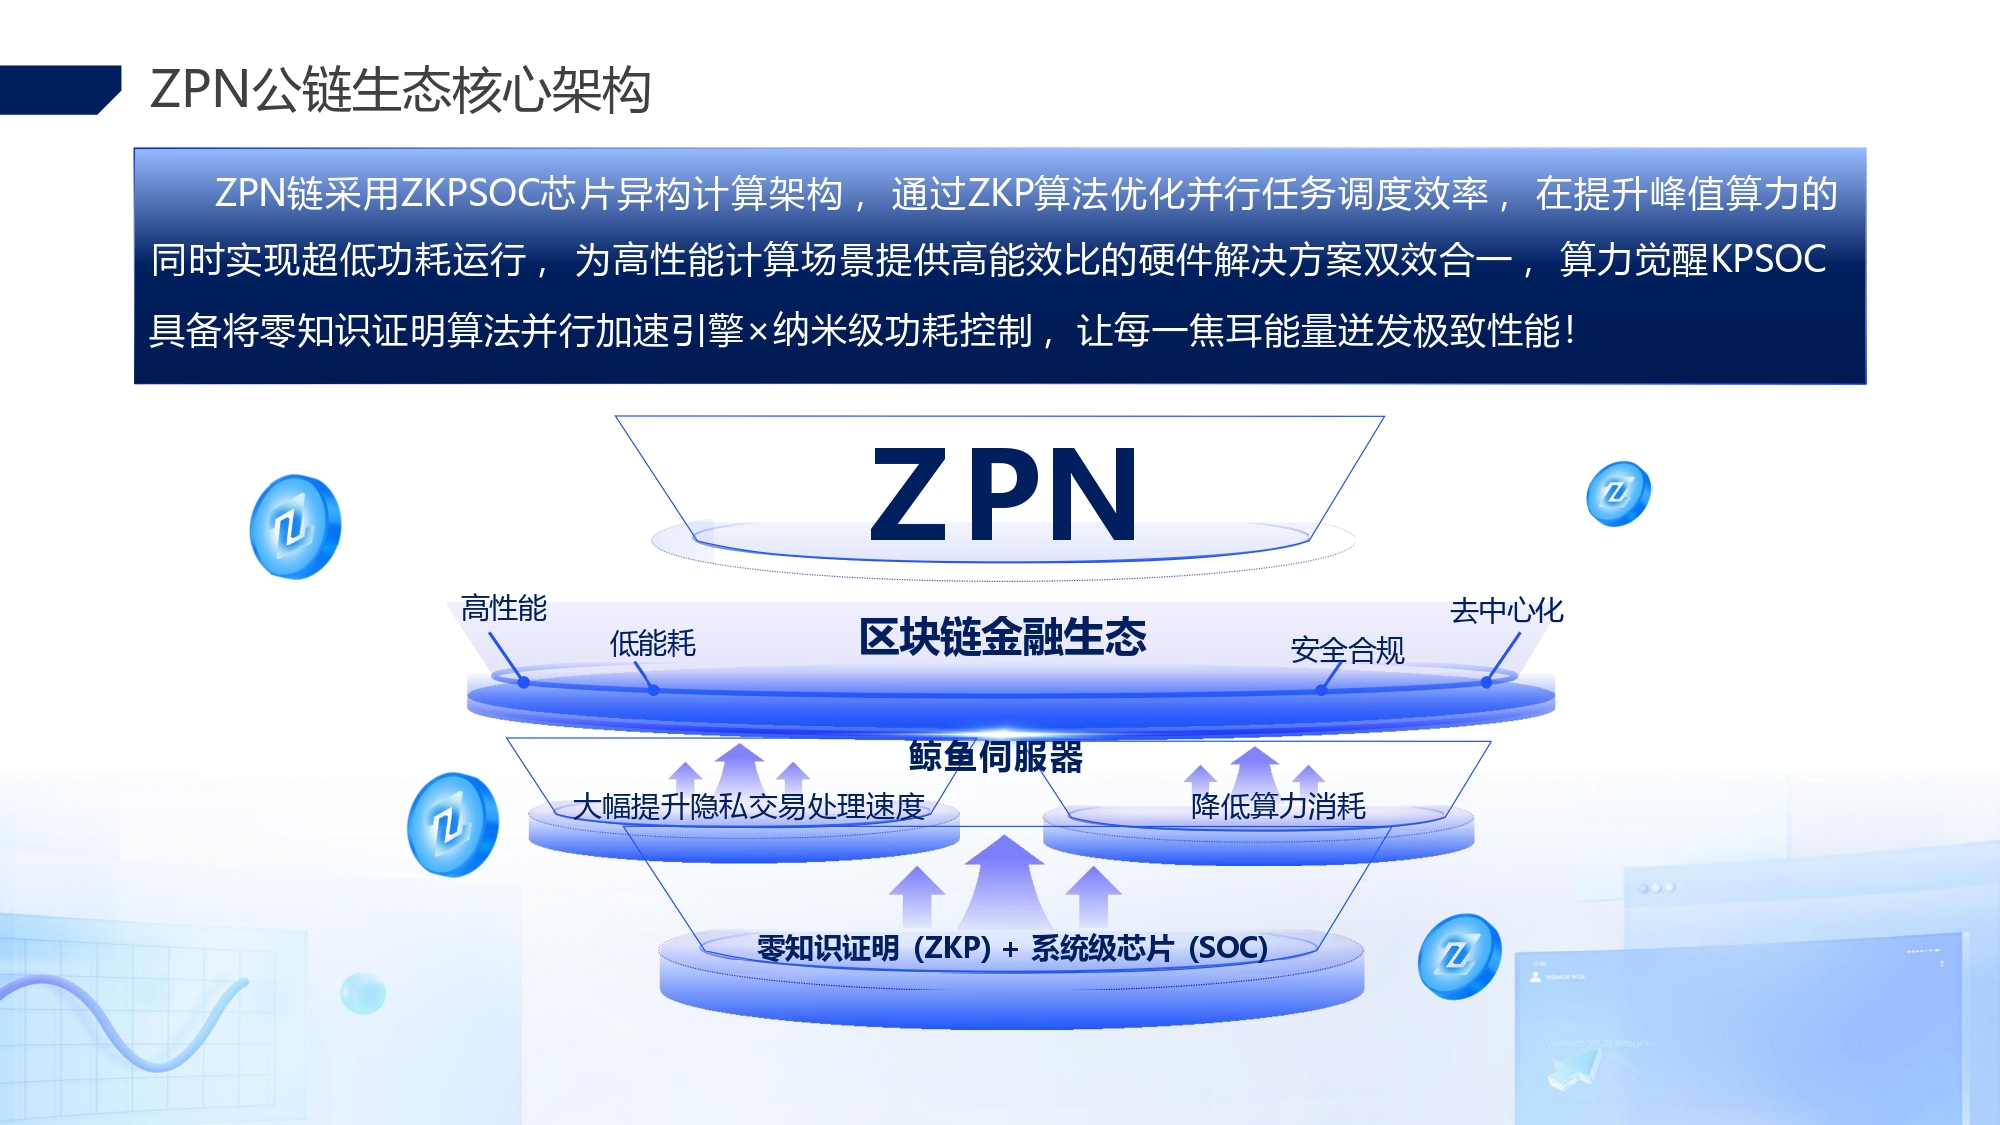 ZPN公链生态核心架构
ZPN链采用ZKPSOC芯片异构计算架构，通过ZKP算法优化并行任务调度效率，在提升峰值算力的
同时实现超低功耗运行，为高性能计算场景提供高能效比的硬件解决方案双效合一，算力觉醒KPSOC
具备将零知识证明算法并行加速引擎×纳米级功耗控制，让每一焦耳能量迸发极致性能！
ZPN
高性能
低能耗
区块链金融生态
安全合规
去中心化
鲸鱼伺服器
大幅提升隐私交易处理速度
降低算力消耗
零知识证明 (ZKP) + 系统级芯片 (SOC)